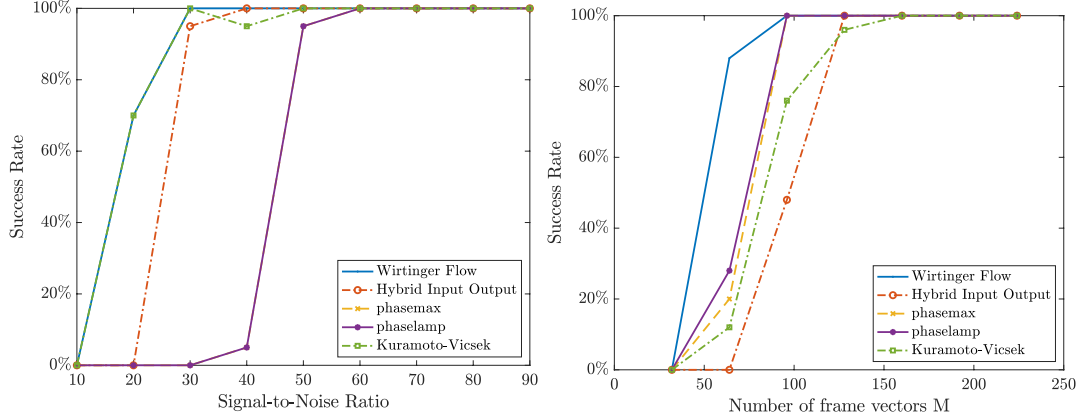 100%
80%
60%
40%
20%
0%
Success Rate
10 20 30 40 50 60 70 80 90
Signal-to-Noise Ratio
Wirtinger Flow
Hybrid Input Output
phasemax
phaselamp
Kuramoto-Vicsek
100%
80%
60%
40%
20%
0%
Success Rate
0 50 100 150 200 250
Number of frame vectors M
Wirtinger Flow
Hybrid Input Output
phasemax
phaselamp
Kuramoto-Vicsek